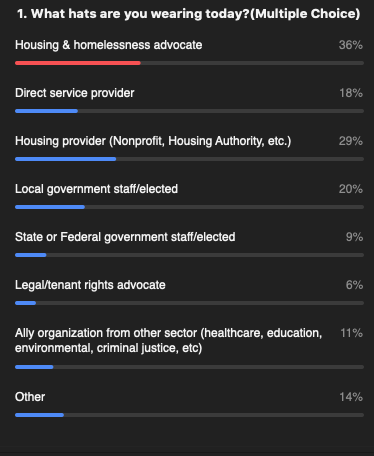 1. What hats are you wearing today?(Multiple Choice)
Housing & homelessness advocate 36%
Direct service provider 18%
Housing provider (Nonprofit, Housing Authority, etc.) 29%
Local government staff/elected 20%
State or Federal government staff/elected 9%
Legal/tenant rights advocate 6%
Ally organization from other sector (healthcare, education, 11%
environmental, criminal justice, etc)
Other 14%